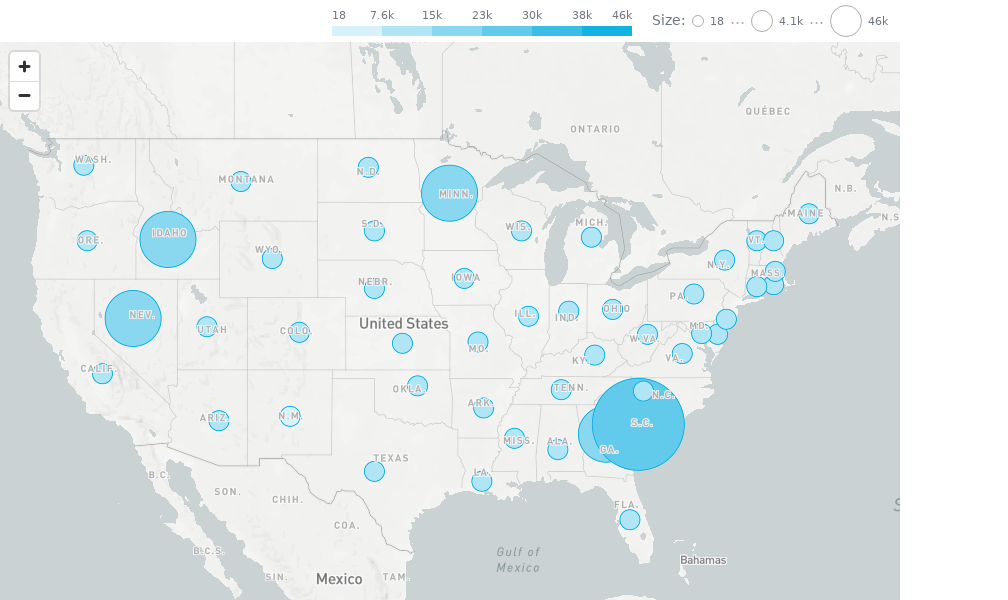 18 7.6k 15k 23k 30k 38k 46k
Size: 18 ... 4.1k ... 46k
+
−
ONTARIO
QUÉBEC
WASH.
MONTANA
N.D.
MINN.
N.B.
MAINE
N.S
ORE.
IDAHO
WYO.
S.D.
WIS.
MICH.
VT.
N.Y.
MASS.
NEV.
UTAH
COLO.
NEBR.
IOWA
ILL.
IND.
OHIO
PA.
MD.
United States
CALIF.
MO.
KY.
W.VA.
VA.
ARIZ.
N.M.
OKLA.
ARK.
TENN.
N.C.
S.C.
TEXAS
LA.
MISS.
ALA.
GA.
FLA.
B.C.
SON.
CHIH.
COA.
B.C.S.
SIN.
Mexico
TAM.
Gulf of
Mexico
Bahamas
S